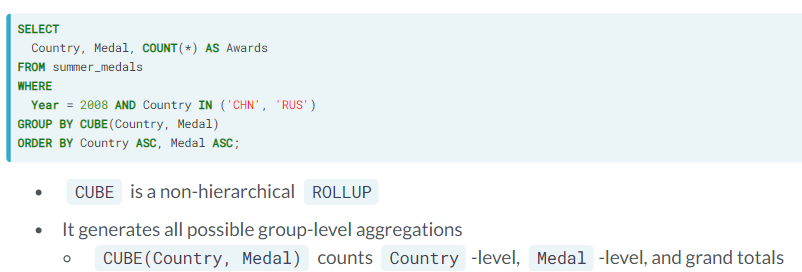 SELECT
Country, Medal, COUNT(*) AS Awards
FROM summer_medals
WHERE
Year = 2008 AND Country IN ('CHN', 'RUS')
GROUP BY CUBE(Country, Medal)
ORDER BY Country ASC, Medal ASC;
• CUBE is a non-hierarchical ROLLUP
• It generates all possible group-level aggregations
○ CUBE(Country, Medal) counts Country -level, Medal -level, and grand totals